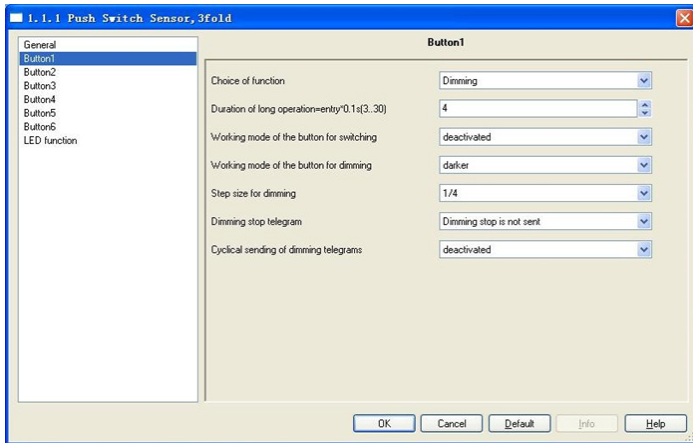 1.1.1 Push Switch Sensor,3fold
General
Button1
Button2
Button3
Button4
Button5
Button6
LED function
Button1
Choice of function
Dimming
Duration of long operation=entry*0.1s(3..30)
4
Working mode of the button for switching
deactivated
Working mode of the button for dimming
darker
Step size for dimming
1/4
Dimming stop telegram
Dimming stop is not sent
Cyclical sending of dimming telegrams
deactivated
OK
Cancel
Default
Info
Help